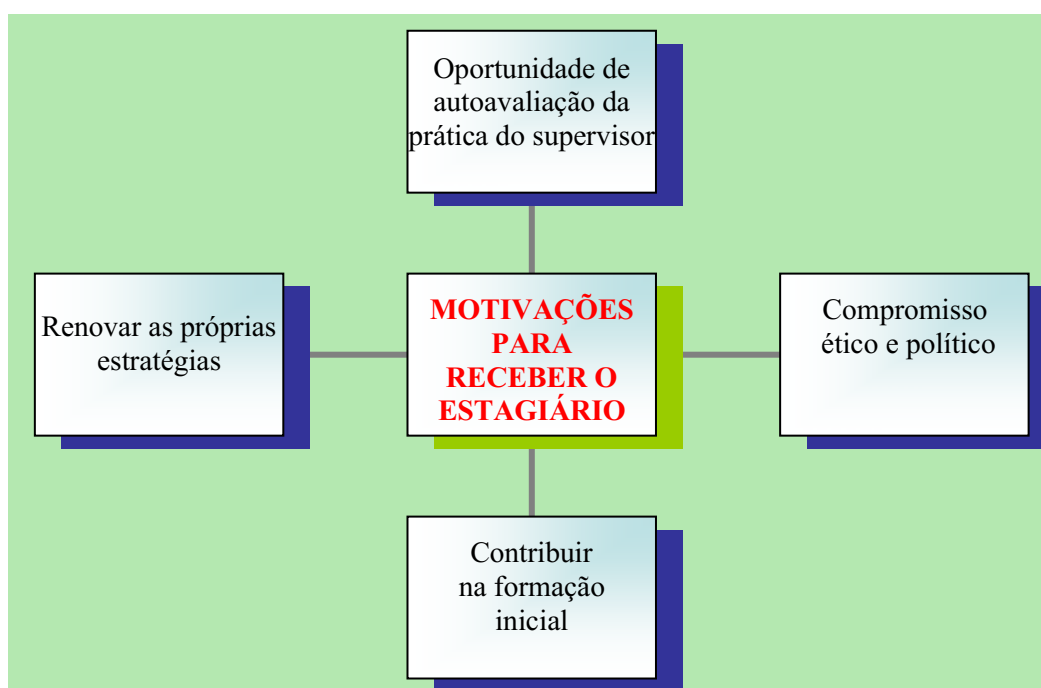 Oportunidade de
autoavaliação da
prática do supervisor
Renovar as próprias
estratégias
MOTIVAÇÕES
PARA
RECEBER O
ESTAGIÁRIO
Compromisso
ético e político
Contribuir
na formação
inicial